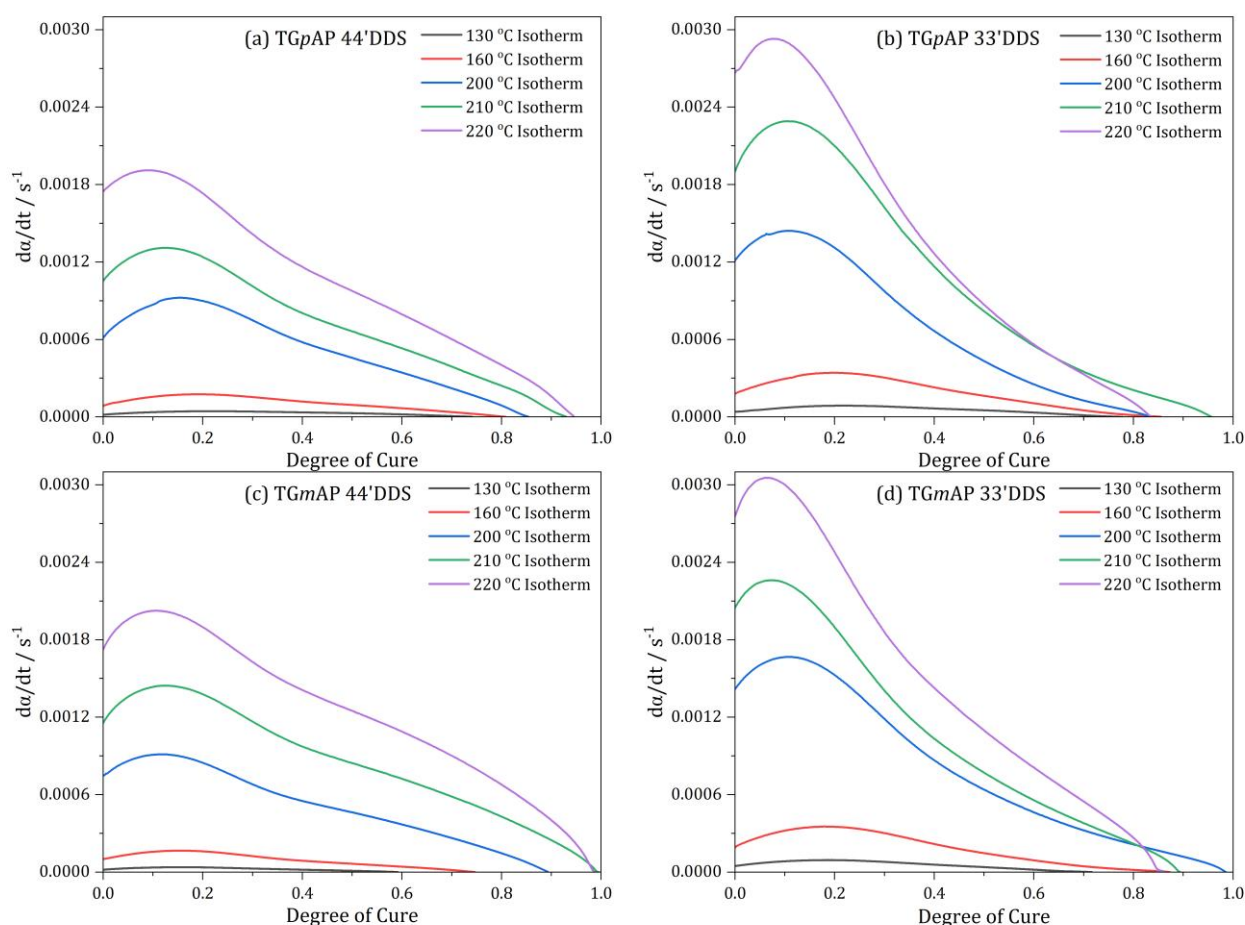 (a) TGpAP 44'DDS
130 °C Isotherm
160 °C Isotherm
200 °C Isotherm
210 °C Isotherm
220 °C Isotherm
0.0030
0.0024
0.0018
0.0012
0.0006
0.0000
dα/dt / s⁻¹
0.0 0.2 0.4 0.6 0.8 1.0
Degree of Cure
(b) TGpAP 33'DDS
130 °C Isotherm
160 °C Isotherm
200 °C Isotherm
210 °C Isotherm
220 °C Isotherm
0.0030
0.0024
0.0018
0.0012
0.0006
0.0000
dα/dt / s⁻¹
0.0 0.2 0.4 0.6 0.8 1.0
Degree of Cure
(c) TGmAP 44'DDS
130 °C Isotherm
160 °C Isotherm
200 °C Isotherm
210 °C Isotherm
220 °C Isotherm
0.0030
0.0024
0.0018
0.0012
0.0006
0.0000
dα/dt / s⁻¹
0.0 0.2 0.4 0.6 0.8 1.0
Degree of Cure
(d) TGmAP 33'DDS
130 °C Isotherm
160 °C Isotherm
200 °C Isotherm
210 °C Isotherm
220 °C Isotherm
0.0030
0.0024
0.0018
0.0012
0.0006
0.0000
dα/dt / s⁻¹
0.0 0.2 0.4 0.6 0.8 1.0
Degree of Cure